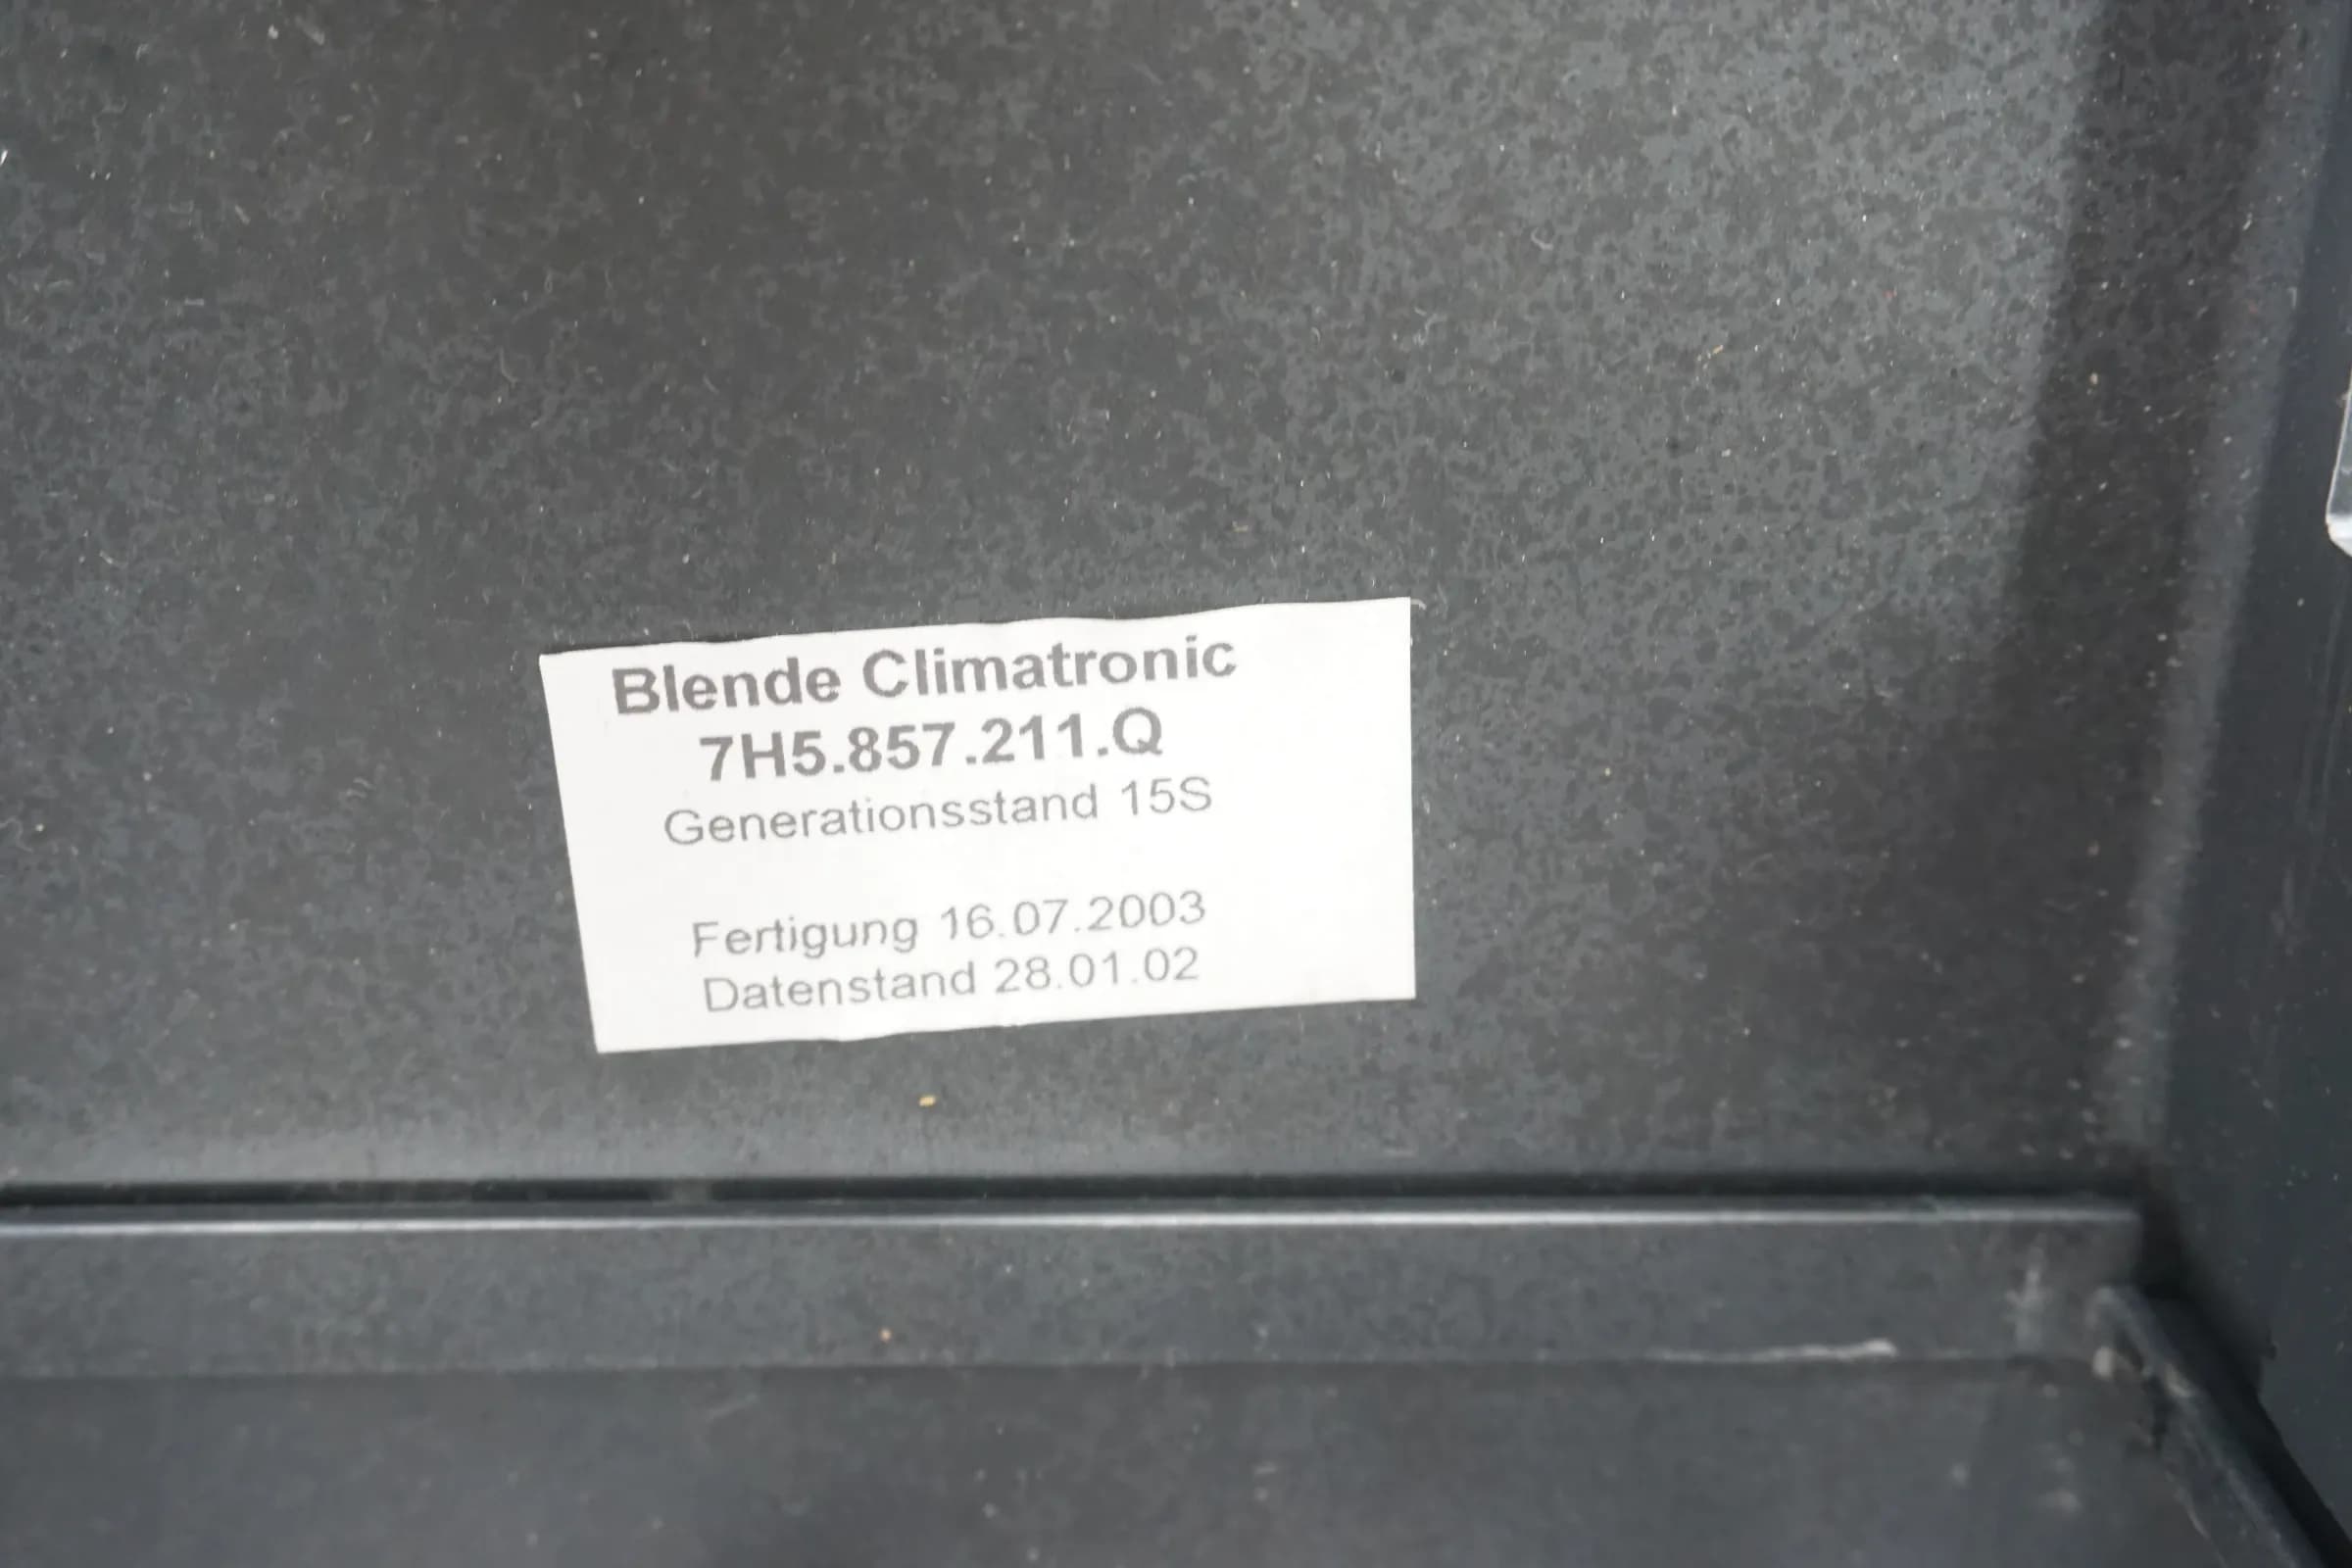 Blende Climatronic
7H5.857.211.Q
Generationsstand 15S
Fertigung 16.07.2003
Datenstand 28.01.02